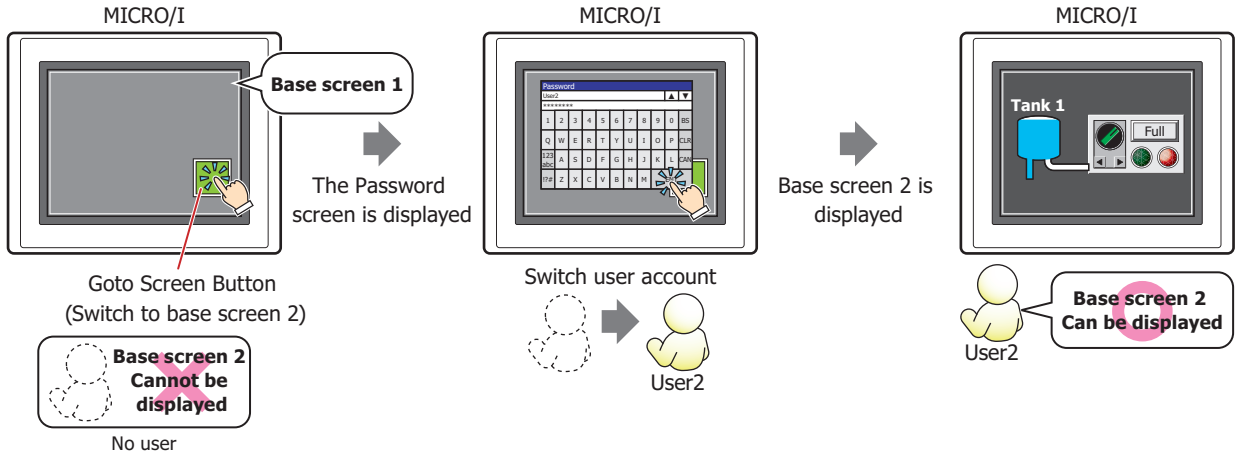 MICRO/I
MICRO/I
MICRO/I
Base screen 1
Password
User2
▲ ▼
********
1 2 3 4 5 6 7 8 9 0 BS
Q W E R T Y U I O P CLR
123 abc A S D F G H J K L CAN
!?# Z X C V B N M
Tank 1
Full
The Password
screen is displayed
Base screen 2 is
displayed
Goto Screen Button
(Switch to base screen 2)
Base screen 2
Cannot be
displayed
No user
Switch user account
User2
Base screen 2
Can be displayed
User2